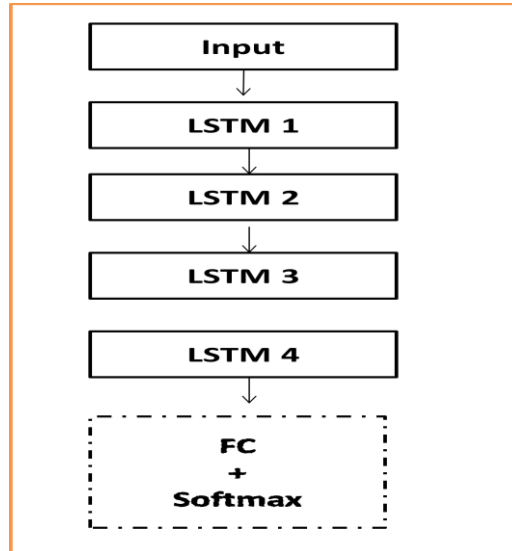 Input
LSTM 1
LSTM 2
LSTM 3
LSTM 4
FC
+
Softmax